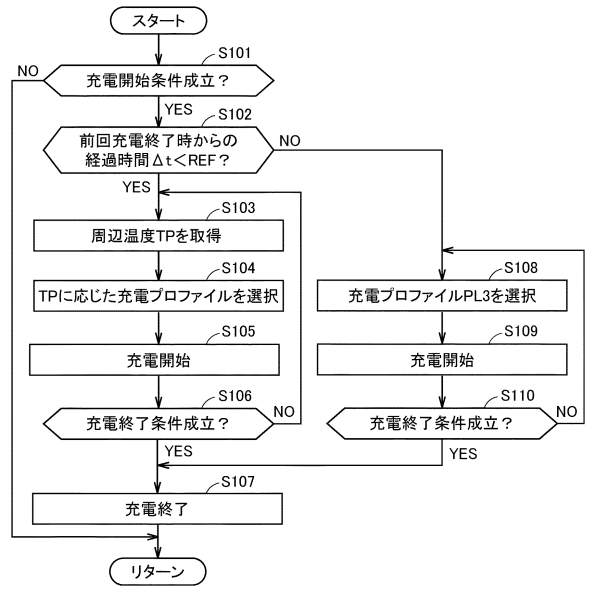 スタート
S101
充電開始条件成立？
NO
YES
S102
前回充電終了時からの
経過時間Δt＜REF？
NO
YES
S103
周辺温度TPを取得
S104
TPに応じた充電プロファイルを選択
S105
充電開始
S106
充電終了条件成立？
NO
YES
S108
充電プロファイルPL3を選択
S109
充電開始
S110
充電終了条件成立？
NO
YES
S107
充電終了
リターン